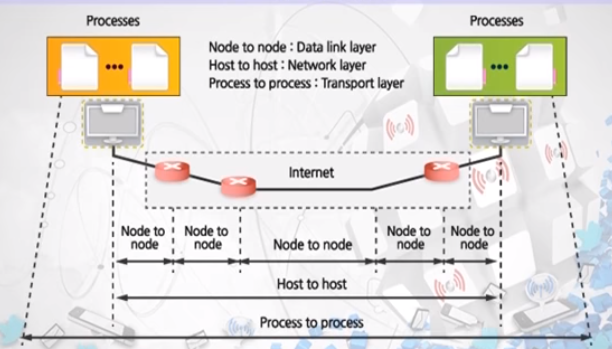 Processes
Processes
Node to node : Data link layer
Host to host : Network layer
Process to process : Transport layer
Internet
Node to
node
Node to
node
Node to node
Node to
node
Node to
node
Host to host
Process to process